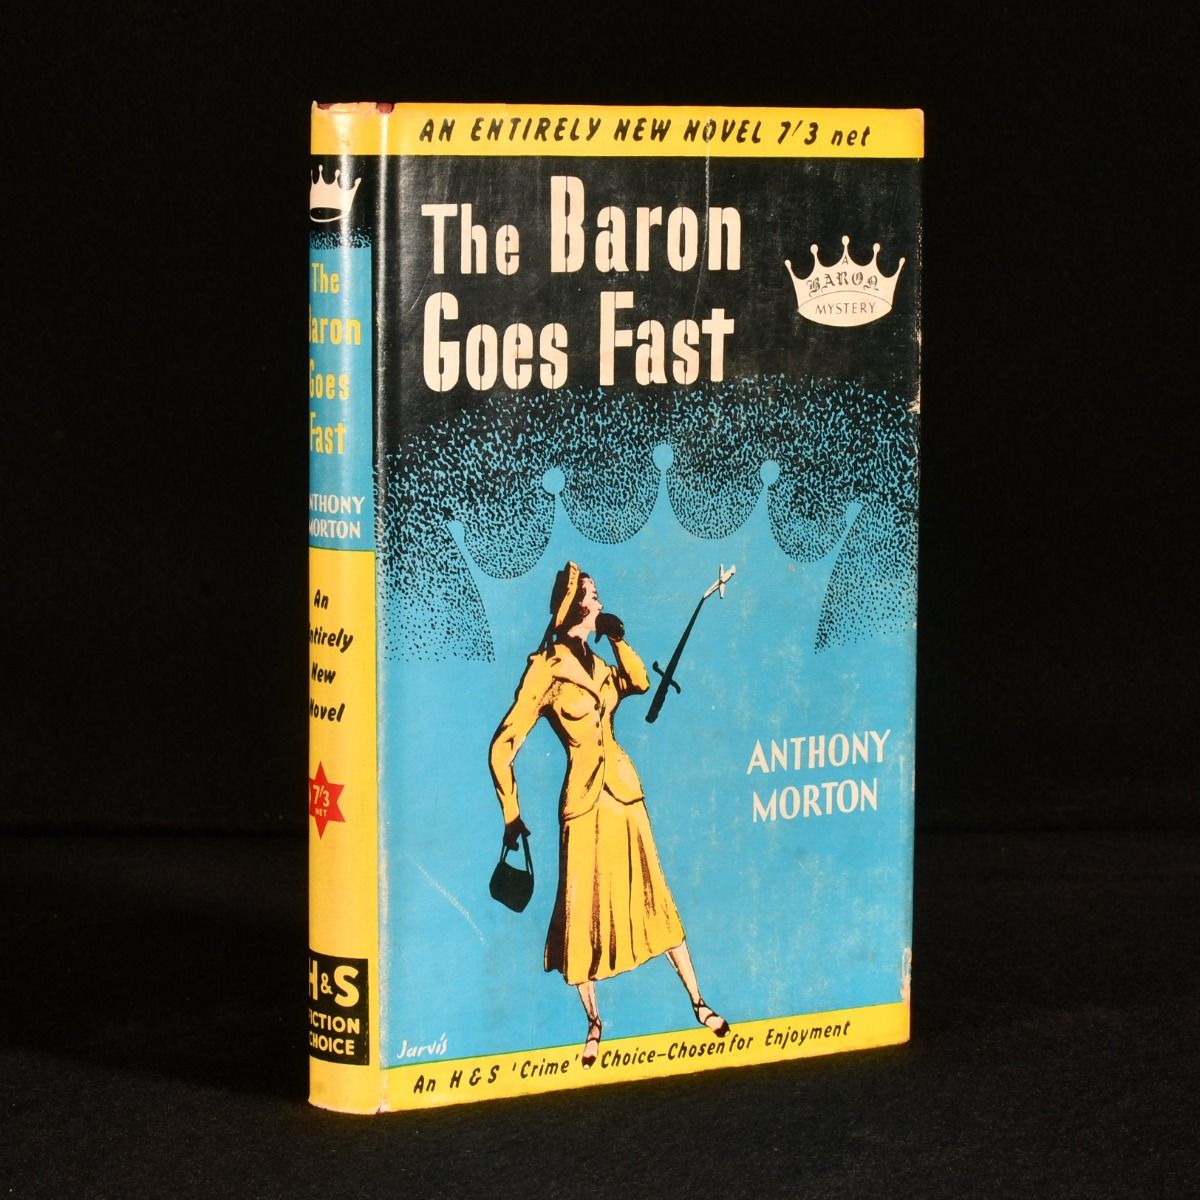 AN ENTIRELY NEW NOVEL 7'3 net
The Baron
Goes Fast
A
BARON
MYSTERY
ANTHONY
MORTON
Jarvis
An H & S 'Crime' Choice-Chosen for Enjoyment
The
Baron
Goes
Fast
ANTHONY
MORTON
An
Entirely
New
Novel
7'3
NET
H&S
FICTION
CHOICE